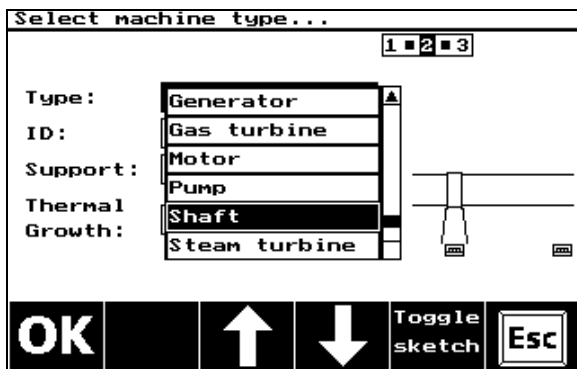 Select machine type...
1 ■ 2 ■ 3
Type:
ID:
Support:
Thermal
Growth:
Generator
Gas turbine
Motor
Pump
Shaft
Steam turbine
OK
Toggle
sketch
Esc